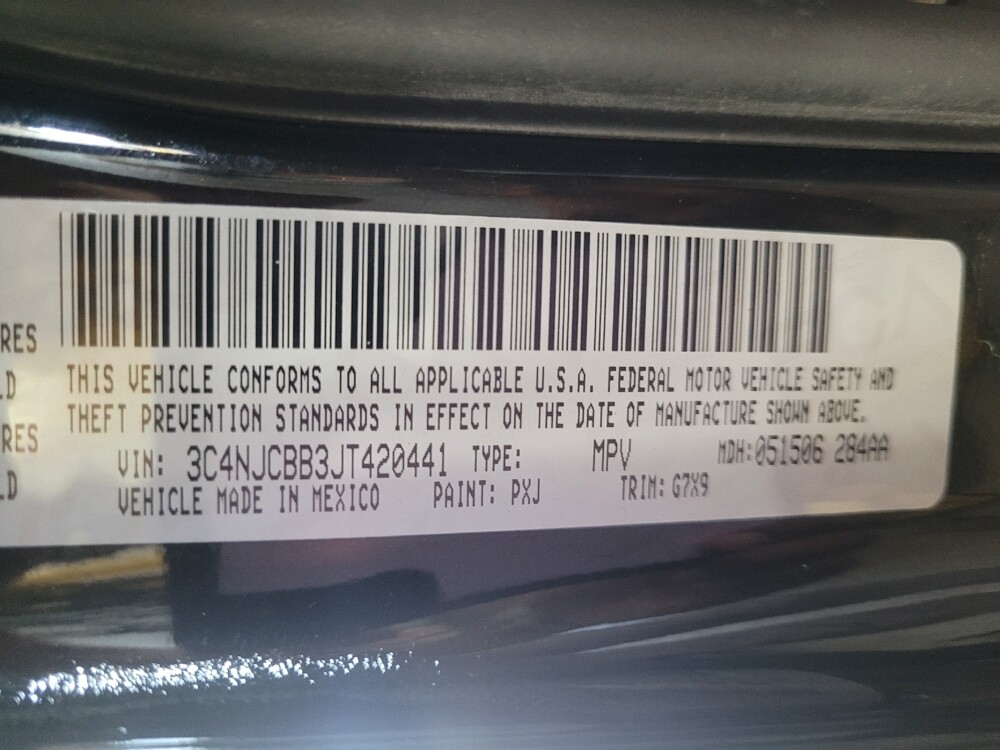 RES
LD
THIS VEHICLE CONFORMS TO ALL APPLICABLE U.S.A. FEDERAL MOTOR VEHICLE SAFETY AND
THEFT PREVENTION STANDARDS IN EFFECT ON THE DATE OF MANUFACTURE SHOWN ABOVE.
RES
LD
VIN: 3C4NJCBB3JT420441 TYPE: MPV MDH:051506 284AA
VEHICLE MADE IN MEXICO PAINT: PXJ TRIM: G7X9